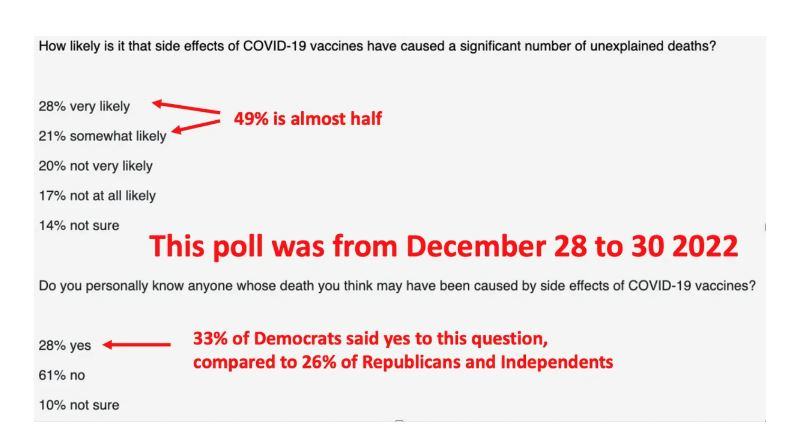 How likely is it that side effects of COVID-19 vaccines have caused a significant number of unexplained deaths?
28% very likely
49% is almost half
21% somewhat likely
20% not very likely
17% not at all likely
14% not sure
This poll was from December 28 to 30 2022
Do you personally know anyone whose death you think may have been caused by side effects of COVID-19 vaccines?
28% yes
33% of Democrats said yes to this question,
compared to 26% of Republicans and Independents
61% no
10% not sure